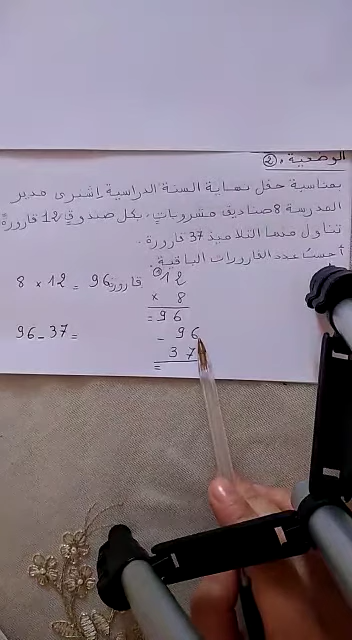 الوضعية ②
بمناسبة حفل نهاية السنة الدراسية اشترى مدير
المدرسة 8 صناديق مشروبات، بكل صندوق 12 قارورة
تناول منها التلاميذ 37 قارورة.
أحسب عدد القارورات الباقية.
8 × 12 = 96 قارورة
12
× 8
= 96
96 - 37 =
- 96
37
=